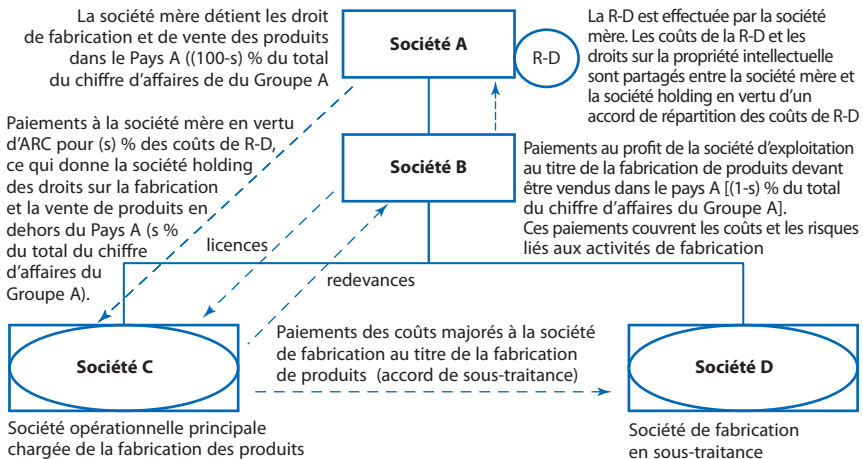 La société mère détient les droit
de fabrication et de vente des produits
dans le Pays A ((100-s) % du total
du chiffre d'affaires de du Groupe A
Société A
R-D
La R-D est effectuée par la société
mère. Les coûts de la R-D et les
droits sur la propriété intellectuelle
sont partagés entre la société mère et
la société holding en vertu d'un
accord de répartition des coûts de R-D
Paiements à la société mère en vertu
d'ARC pour (s) % des coûts de R-D,
ce qui donne la société holding
des droits sur la fabrication
et la vente de produits en
dehors du Pays A (s %
du total du chiffre
d'affaires du
Groupe A).
Société B
Paiements au profit de la société d'exploitation
au titre de la fabrication de produits devant
être vendus dans le pays A [(1-s) % du total
du chiffre d'affaires du Groupe A].
Ces paiements couvrent les coûts et les risques
liés aux activités de fabrication
licences
redevances
Société C
Paiements des coûts majorés à la société
de fabrication au titre de la fabrication
de produits (accord de sous-traitance)
Société D
Société opérationnelle principale
chargée de la fabrication des produits
Société de fabrication
en sous-traitance